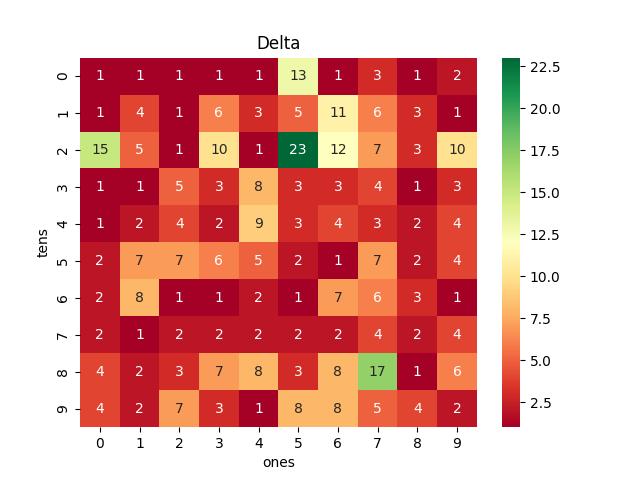 Delta
0 1 1 1 1 1 13 1 3 1 2
1 1 4 1 6 3 5 11 6 3 1
2 15 5 1 10 1 23 12 7 3 10
3 1 1 5 3 8 3 3 4 1 3
4 1 2 4 2 9 3 4 3 2 4
5 2 7 7 6 5 2 1 7 2 4
6 2 8 1 1 2 1 7 6 3 1
7 2 1 2 2 2 2 2 4 2 4
8 4 2 3 7 8 3 8 17 1 6
9 4 2 7 3 1 8 8 5 4 2
0 1 2 3 4 5 6 7 8 9
ones
tens
22.5
20.0
17.5
15.0
12.5
10.0
7.5
5.0
2.5